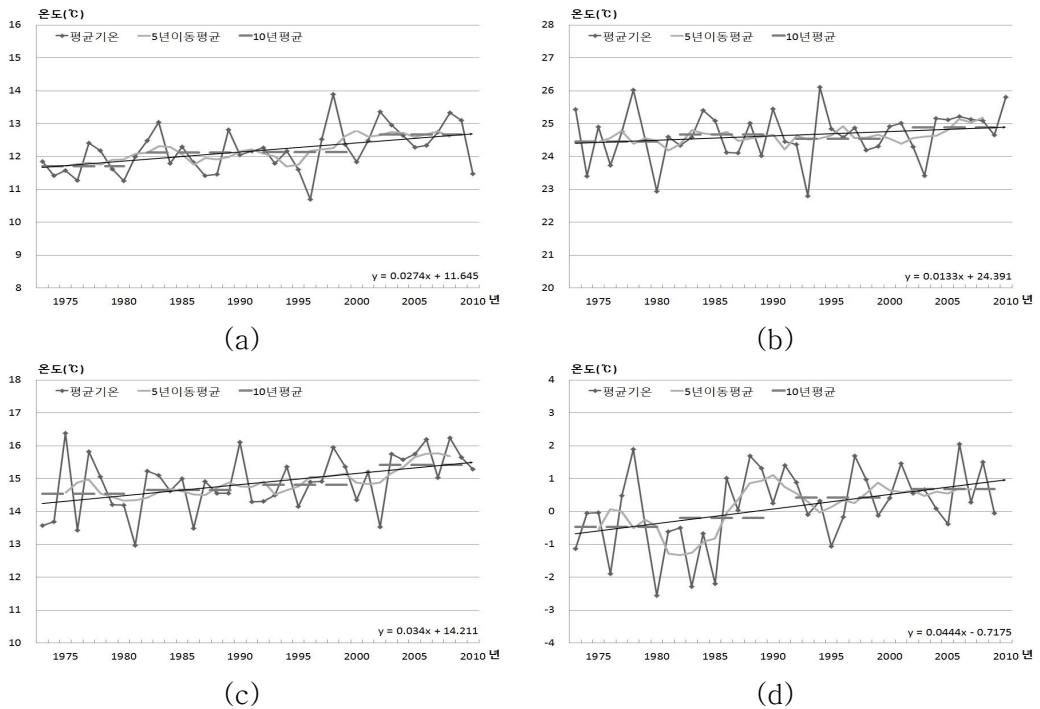 온도(℃)
16
15
14
13
12
11
10
9
8
평균기온 5년이동평균 10년평균
y = 0.0274x + 11.645
1975 1980 1985 1990 1995 2000 2005 2010 년
(a)
온도(℃)
28
27
26
25
24
23
22
21
20
평균기온 5년이동평균 10년평균
y = 0.0133x + 24.391
1975 1980 1985 1990 1995 2000 2005 2010 년
(b)
온도(℃)
18
17
16
15
14
13
12
11
10
평균기온 5년이동평균 10년평균
y = 0.034x + 14.211
1975 1980 1985 1990 1995 2000 2005 2010 년
(c)
온도(℃)
4
3
2
1
0
-1
-2
-3
-4
평균기온 5년이동평균 10년평균
y = 0.0444x - 0.7175
1975 1980 1985 1990 1995 2000 2005 2010 년
(d)